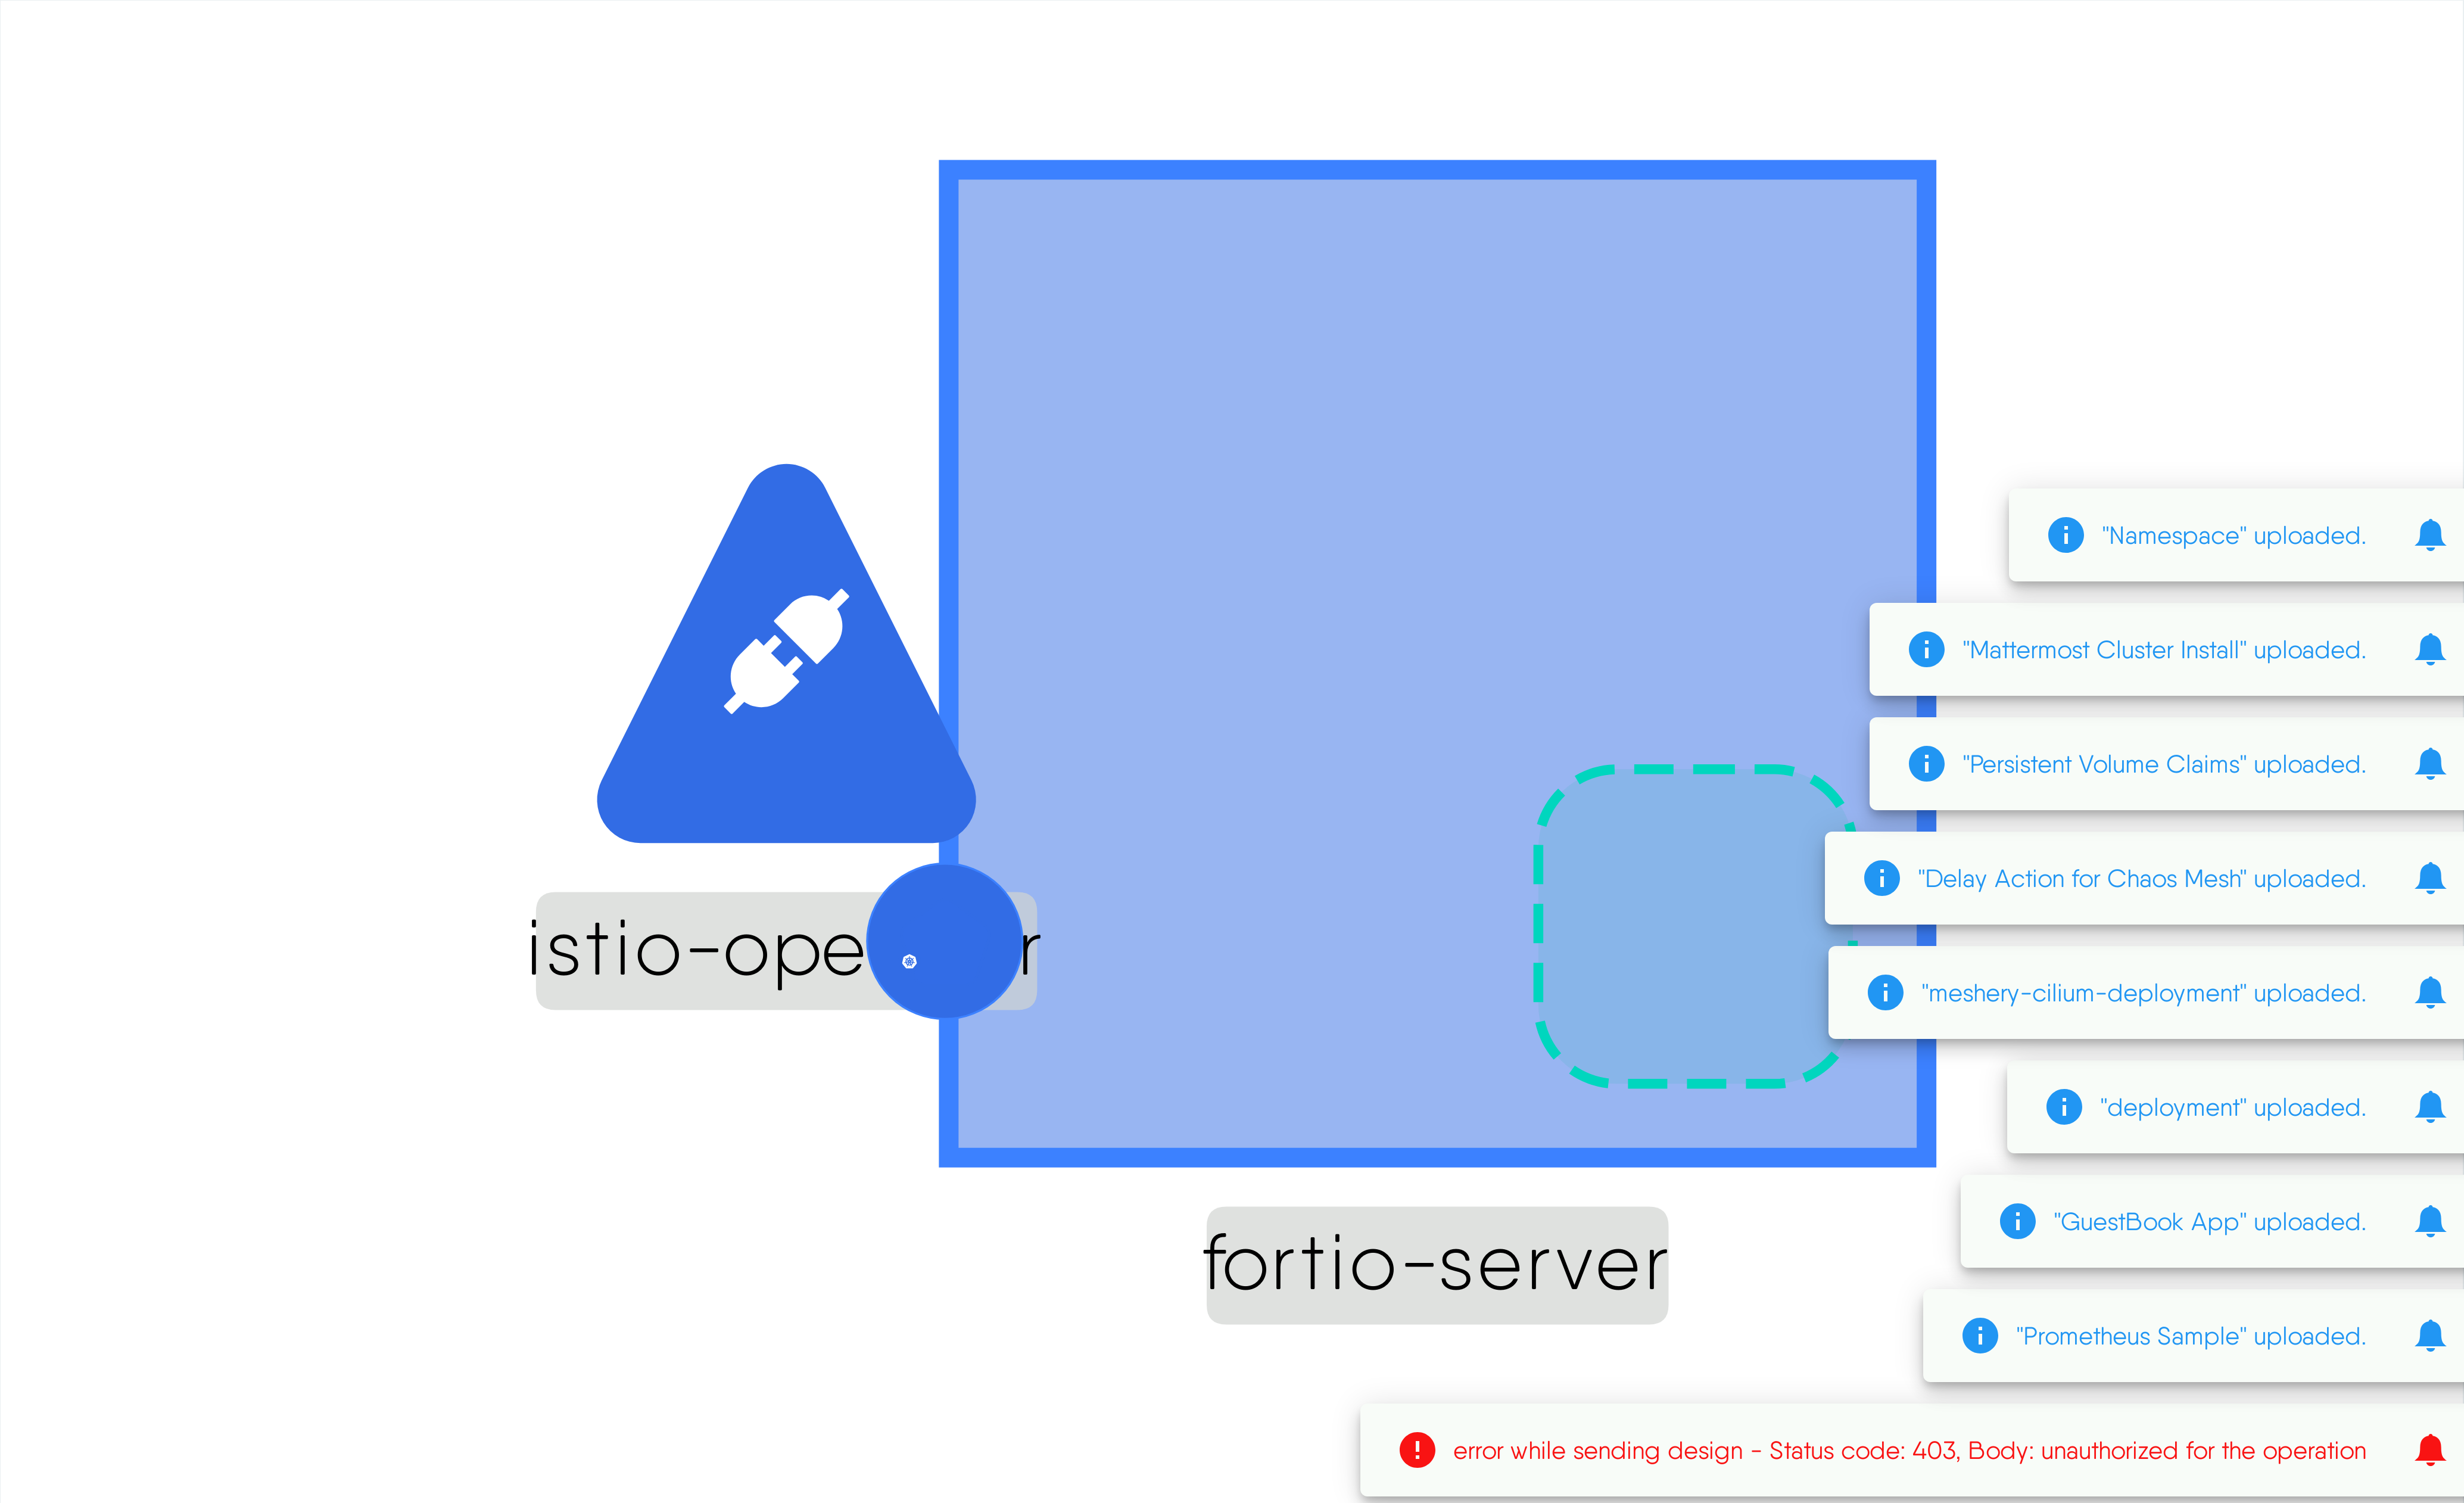 "Namespace" uploaded.
"Mattermost Cluster Install" uploaded.
"Persistent Volume Claims" uploaded.
"Delay Action for Chaos Mesh" uploaded.
istio-ope r
"meshery-cilium-deployment" uploaded.
"deployment" uploaded.
"GuestBook App" uploaded.
fortio-server
"Prometheus Sample" uploaded.
error while sending design - Status code: 403, Body: unauthorized for the operation